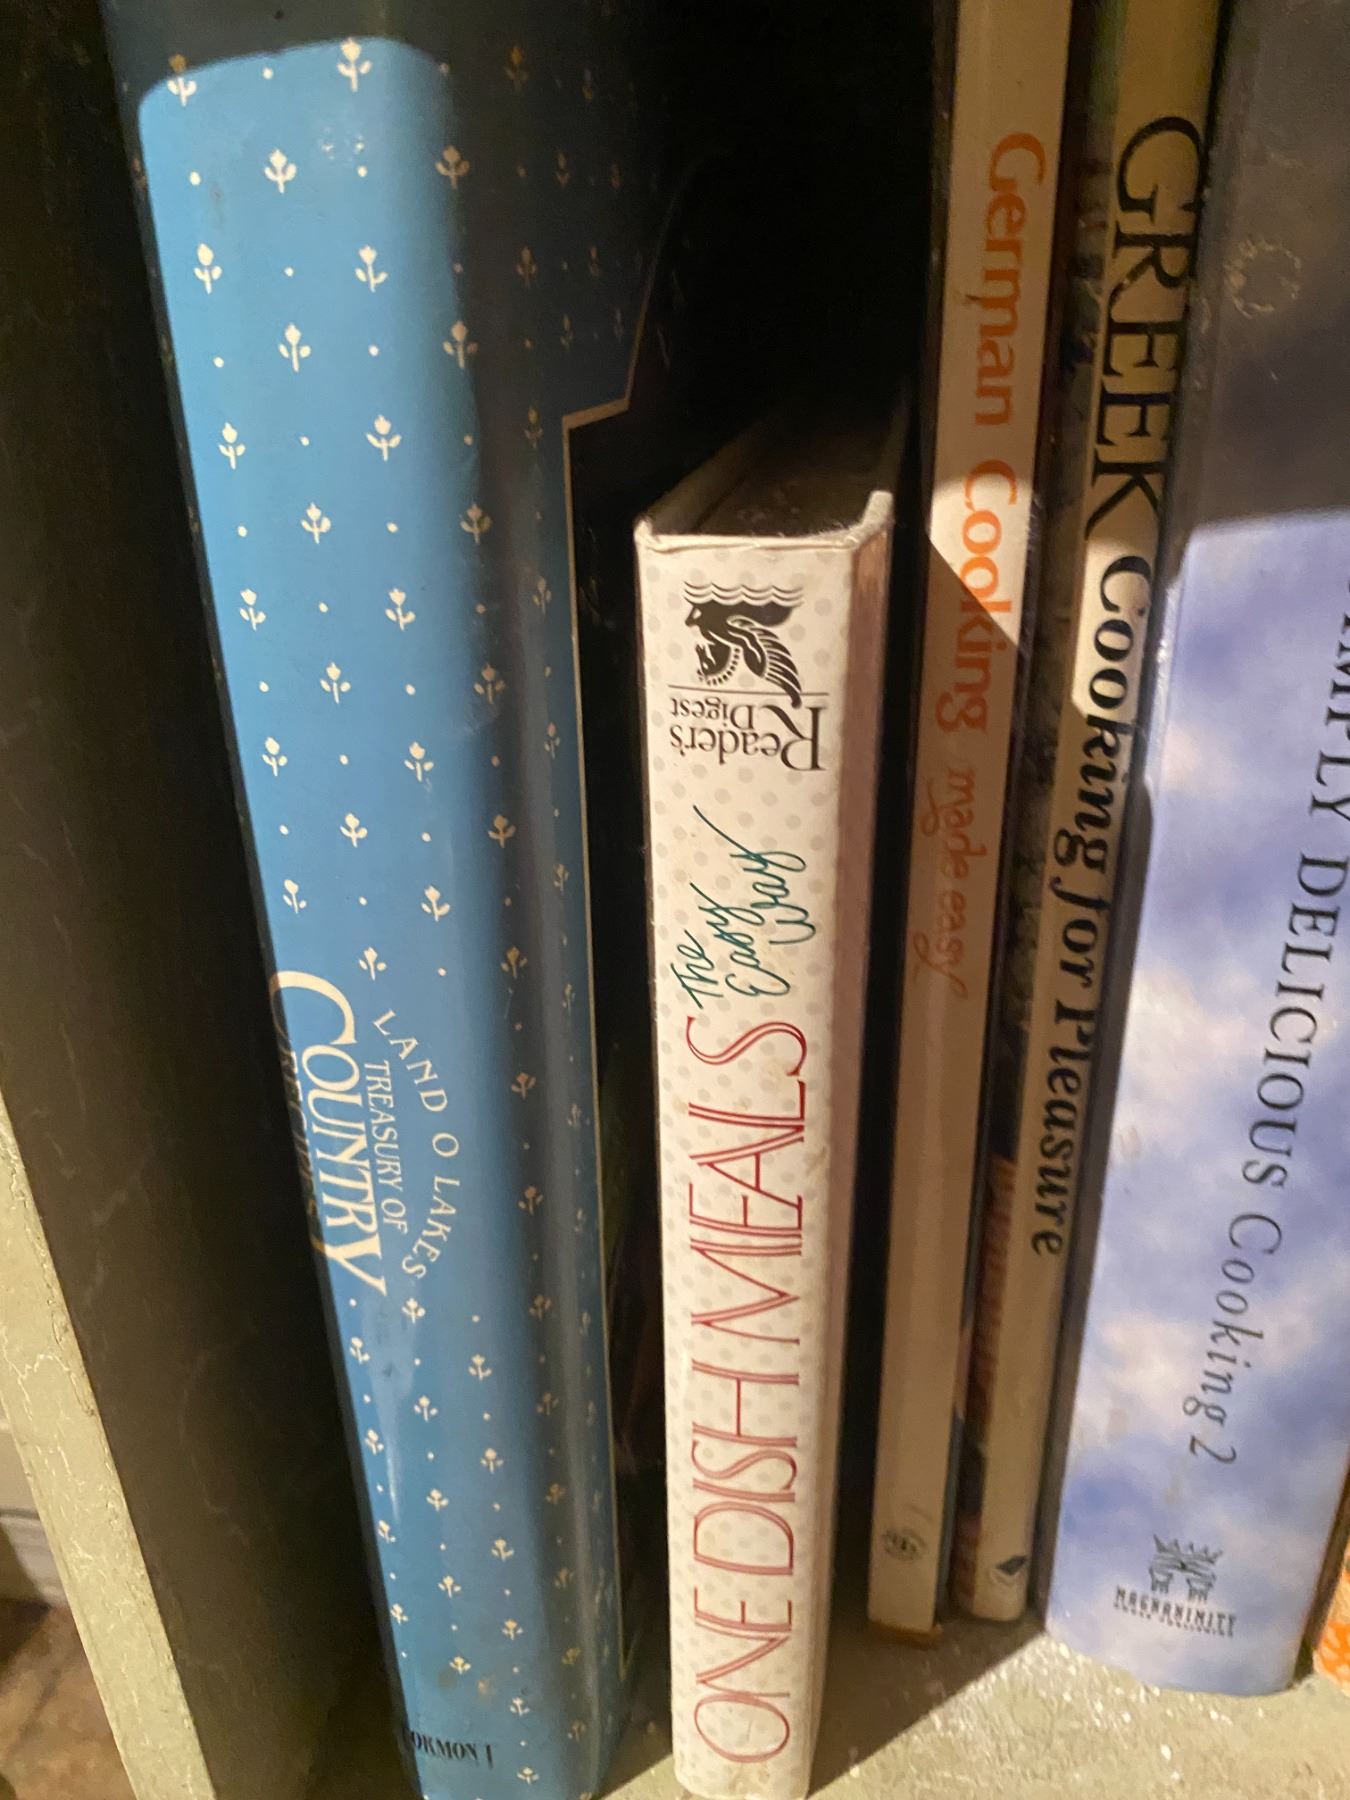 LAND O LAKES
TREASURY OF
COUNTRY
Reader's
Digest
ONE DISH MEALS
The
Easy
Way
German Cooking made easy
GREEK Cooking for Pleasure
SIMPLY DELICIOUS Cooking 2
MAGNANIMITY